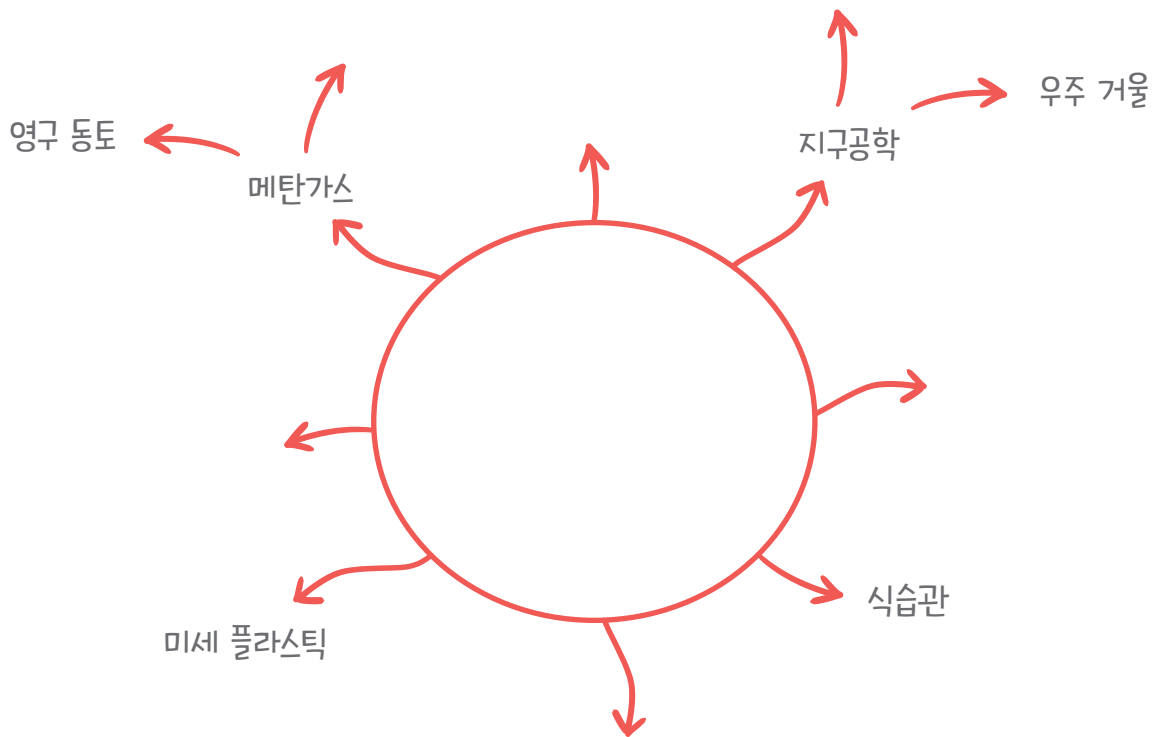 우주 거울
영구 동토
지구공학
메탄가스
식습관
미세 플라스틱